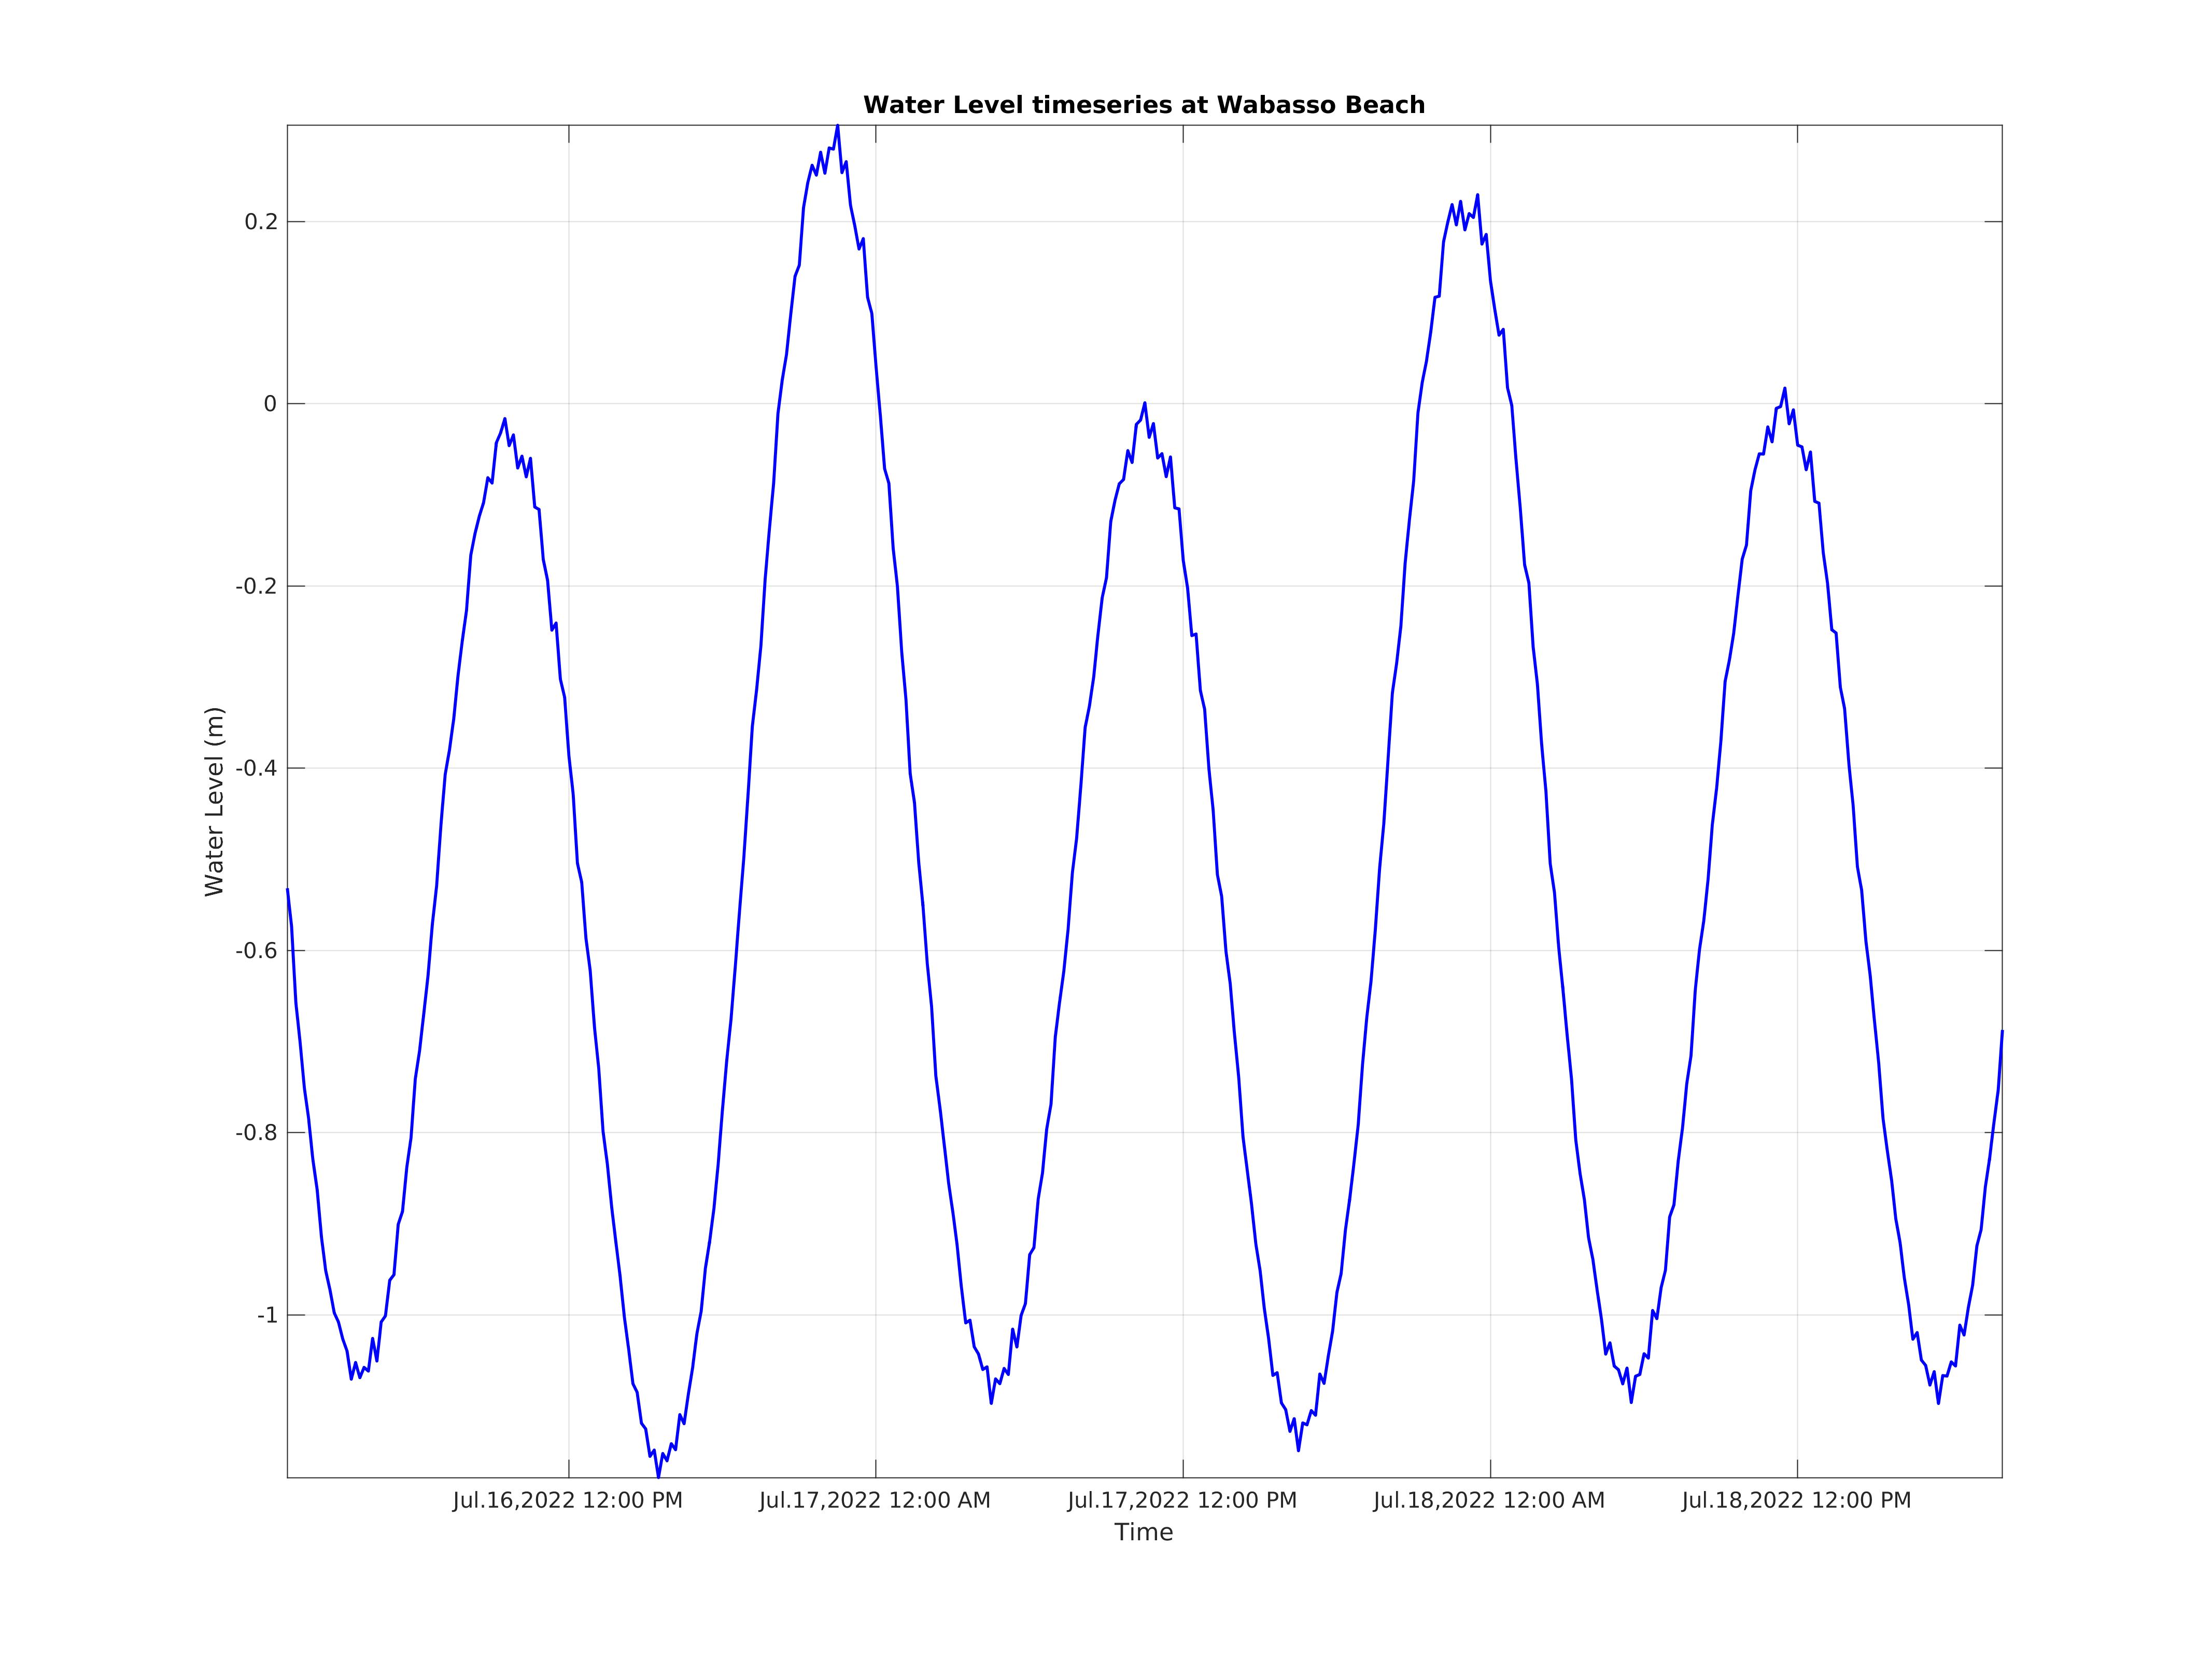 Water Level timeseries at Wabasso Beach
0.2
0
-0.2
-0.4
-0.6
-0.8
-1
Water Level (m)
Jul.16,2022 12:00 PM
Jul.17,2022 12:00 AM
Jul.17,2022 12:00 PM
Jul.18,2022 12:00 AM
Jul.18,2022 12:00 PM
Time